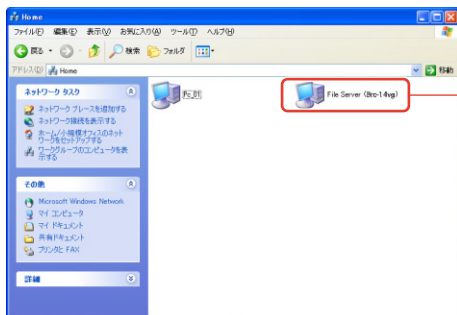 Home
ファイル(F) 編集(E) 表示(V) お気に入り(A) ツール(T) ヘルプ(H)
戻る 検索 フォルダ
アドレス(D) Home 移動
ネットワーク タスク
ネットワーク プレースを追加する
ネットワーク接続を表示する
ホーム/小規模オフィスのネット
ワークをセットアップする
ワークグループのコンピュータを表
示する
その他
Microsoft Windows Network
マイ コンピュータ
マイ ドキュメント
共有ドキュメント
プリンタと FAX
詳細
Pc_01
File Server (Brc-14vg)